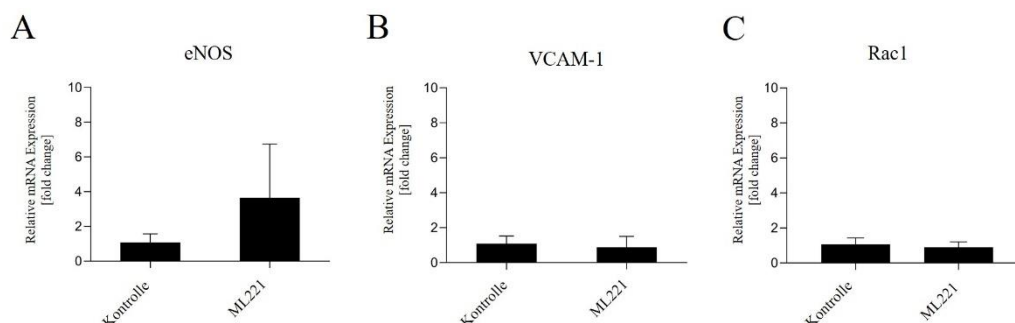 A
eNOS
Relative mRNA Expression
[fold change]
10
8
6
4
2
0
Kontrolle
ML221
B
VCAM-1
Relative mRNA Expression
[fold change]
10
8
6
4
2
0
Kontrolle
ML221
C
Rac1
Relative mRNA Expression
[fold change]
10
8
6
4
2
0
Kontrolle
ML221